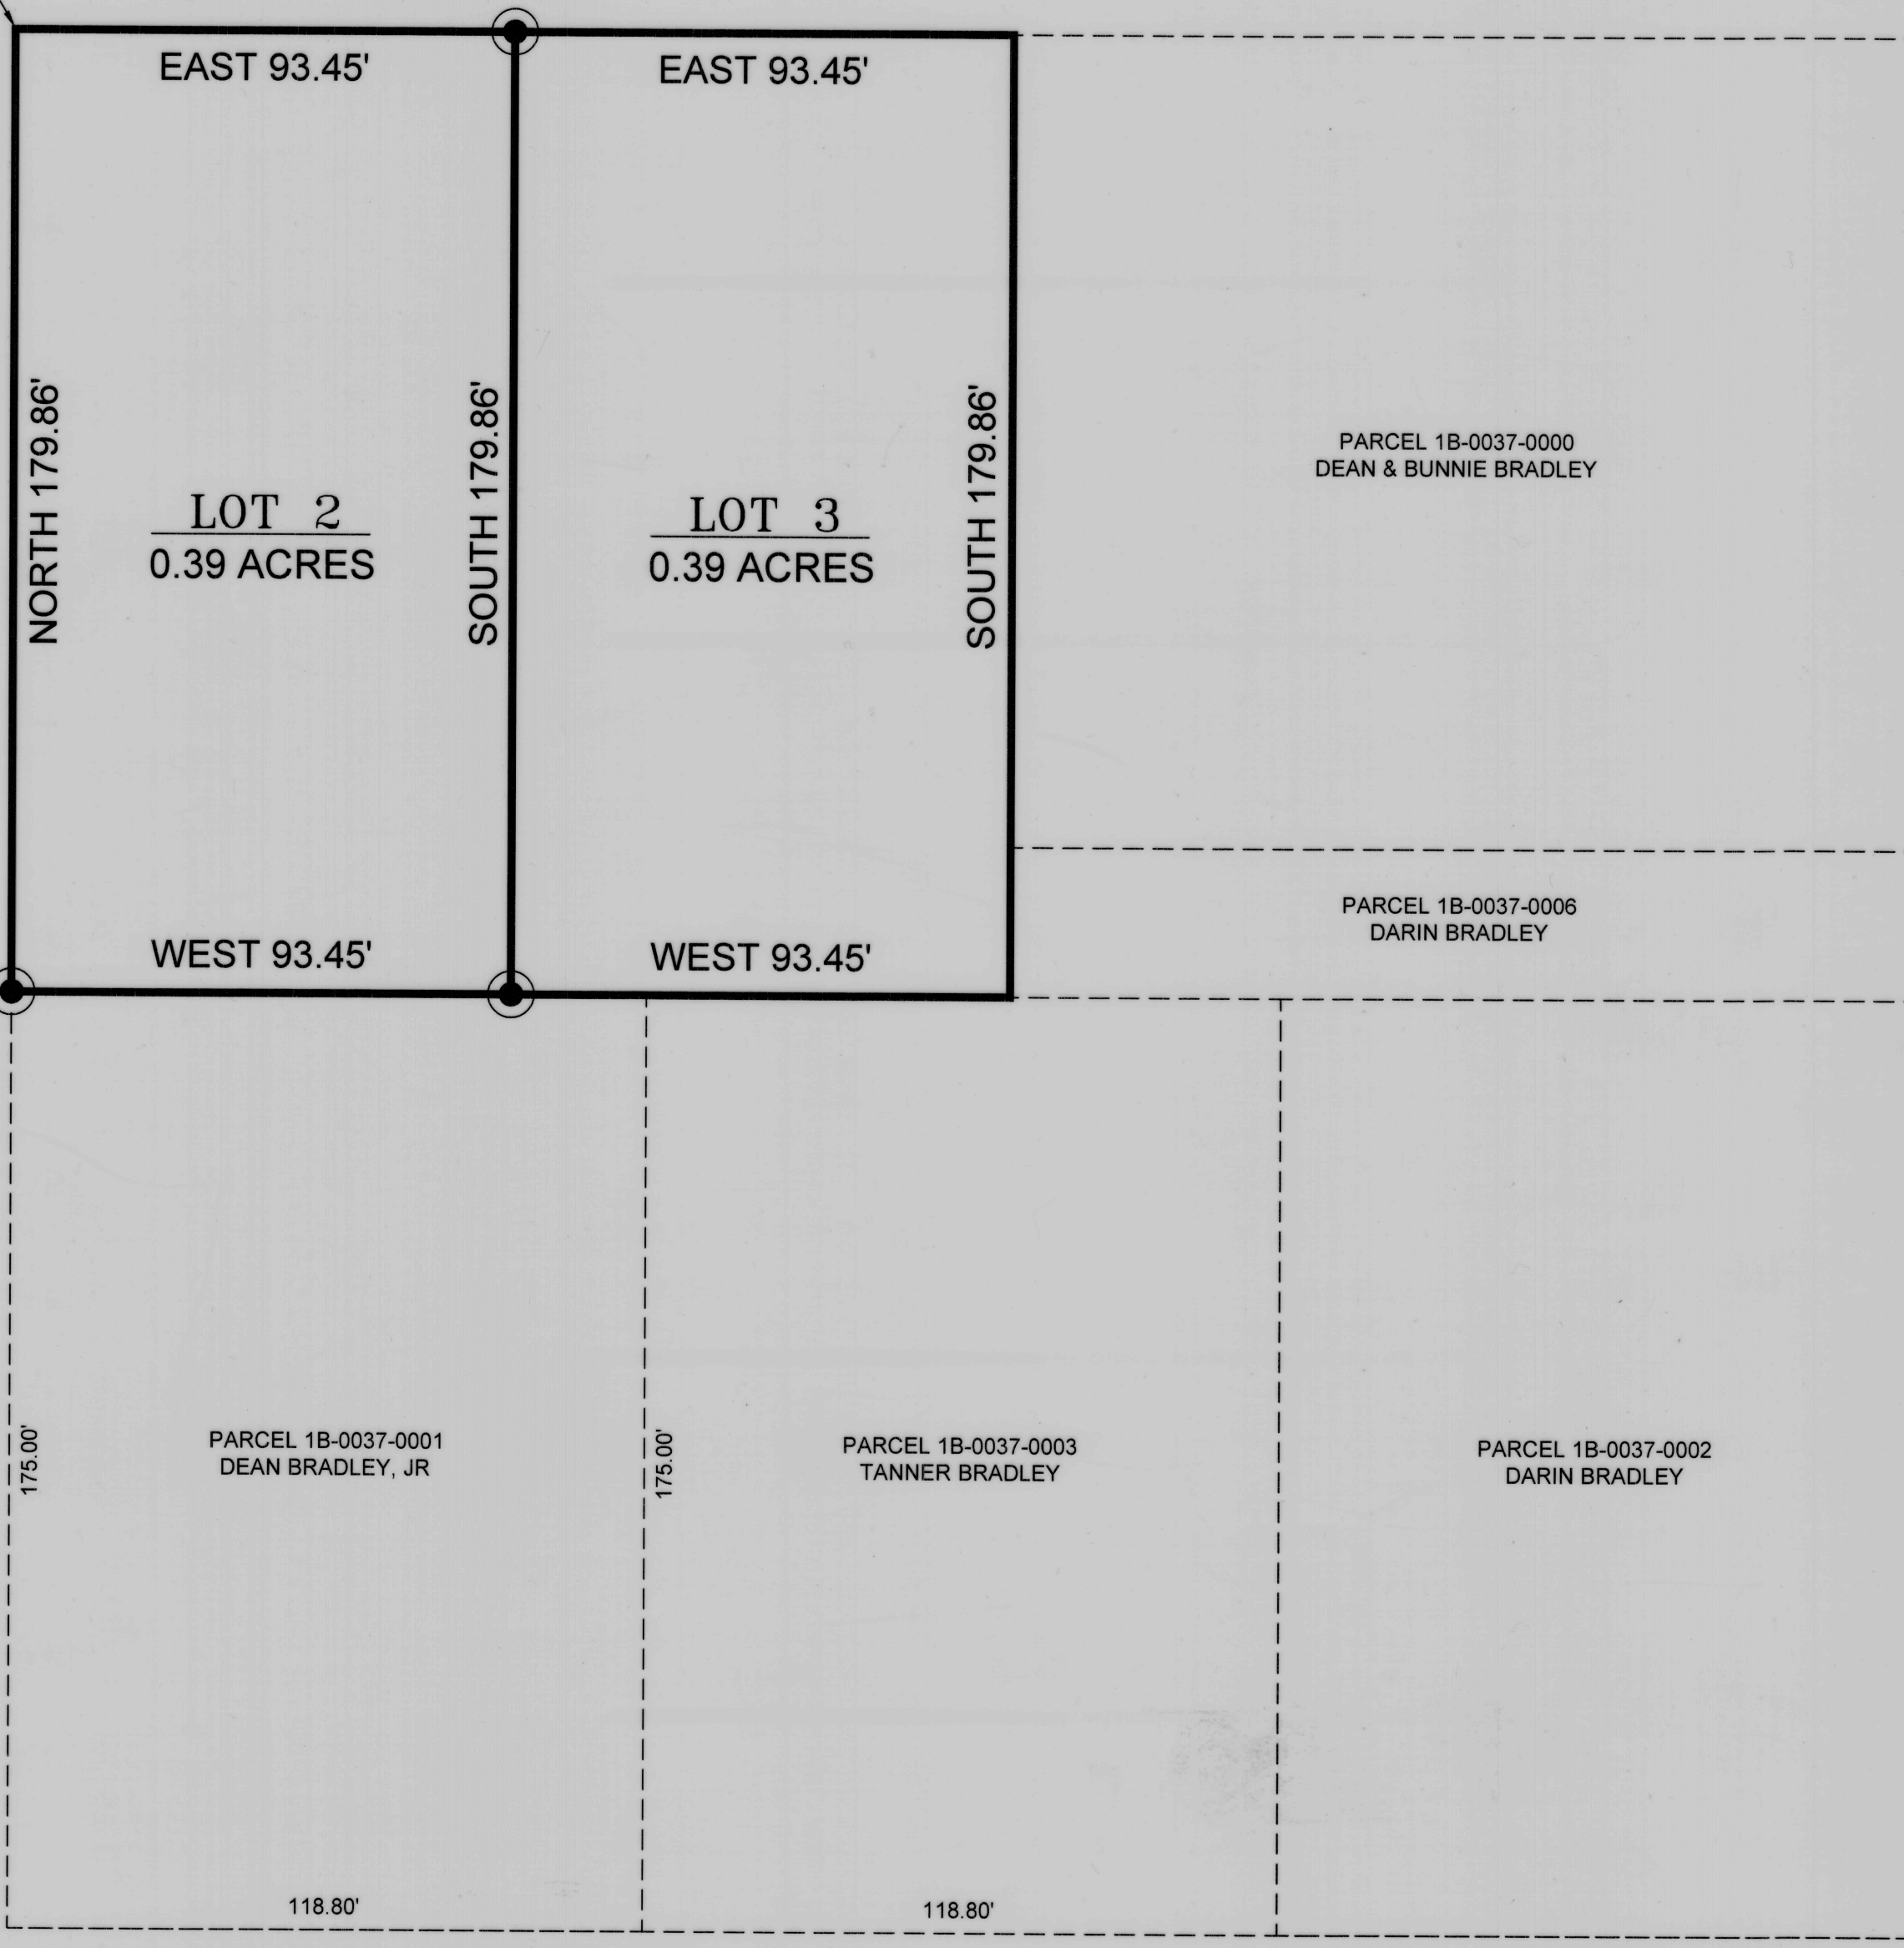 EAST 93.45'
EAST 93.45'
NORTH 179.86'
LOT 2
0.39 ACRES
SOUTH 179.86'
LOT 3
0.39 ACRES
SOUTH 179.86'
PARCEL 1B-0037-0000
DEAN & BUNNIE BRADLEY
PARCEL 1B-0037-0006
DARIN BRADLEY
WEST 93.45'
WEST 93.45'
175.00'
PARCEL 1B-0037-0001
DEAN BRADLEY, JR
175.00'
PARCEL 1B-0037-0003
TANNER BRADLEY
PARCEL 1B-0037-0002
DARIN BRADLEY
118.80'
118.80'